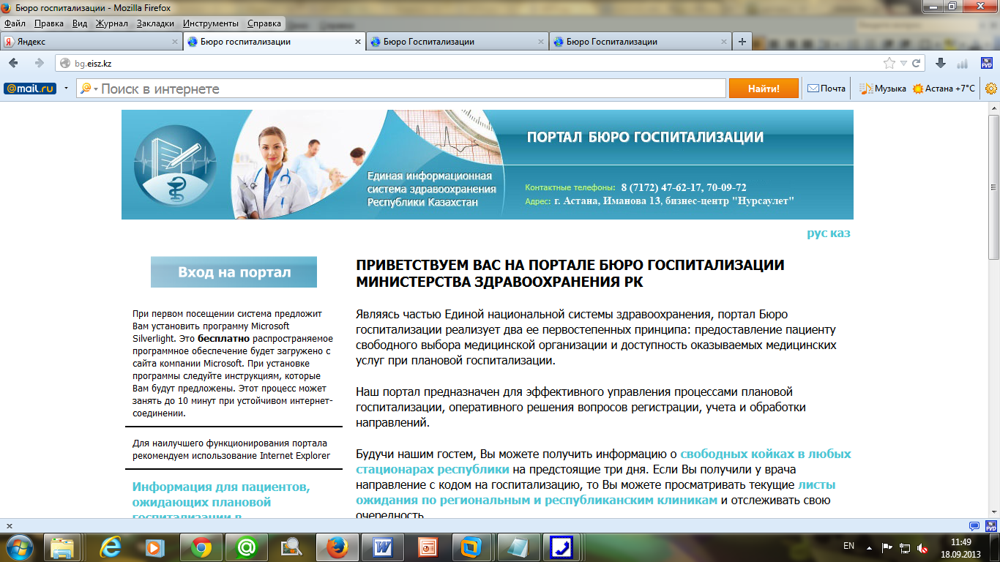 Бюро госпитализации - Mozilla Firefox
Файл Правка Вид Журнал Закладки Инструменты Справка
Яндекс
Бюро госпитализации
Бюро Госпитализации
Бюро Госпитализации
bg.eisz.kz
@mail.ru
Поиск в интернете
Найти!
Почта
Музыка
Астана +7°C
ПОРТАЛ БЮРО ГОСПИТАЛИЗАЦИИ
Единая информационная
система здравоохранения
Республики Казахстан
Контактные телефоны: 8 (7172) 47-62-17, 70-09-72
Адрес: г. Астана, Иманова 13, бизнес-центр "Нурсаулет"
рус каз
Вход на портал
При первом посещении система предложит
Вам установить программу Microsoft
Silverlight. Это бесплатно распространяемое
программное обеспечение будет загружено с
сайта компании Microsoft. При установке
программы следуйте инструкциям, которые
Вам будут предложены. Этот процесс может
занять до 10 минут при устойчивом интернет-
соединении.
Для наилучшего функционирования портала
рекомендуем использование Internet Explorer
Информация для пациентов,
ожидающих плановой
госпитализации в
ПРИВЕТСТВУЕМ ВАС НА ПОРТАЛЕ БЮРО ГОСПИТАЛИЗАЦИИ
МИНИСТЕРСТВА ЗДРАВООХРАНЕНИЯ РК
Являясь частью Единой национальной системы здравоохранения, портал Бюро
госпитализации реализует два ее первостепенных принципа: предоставление пациенту
свободного выбора медицинской организации и доступность оказываемых медицинских
услуг при плановой госпитализации.
Наш портал предназначен для эффективного управления процессами плановой
госпитализации, оперативного решения вопросов регистрации, учета и обработки
направлений.
Будучи нашим гостем, Вы можете получить информацию о свободных койках в любых
стационарах республики на предстоящие три дня. Если Вы получили у врача
направление с кодом на госпитализацию, то Вы можете просматривать текущие листы
ожидания по региональным и республиканским клиникам и отслеживать свою
очередность.
EN
11:49
18.09.2013